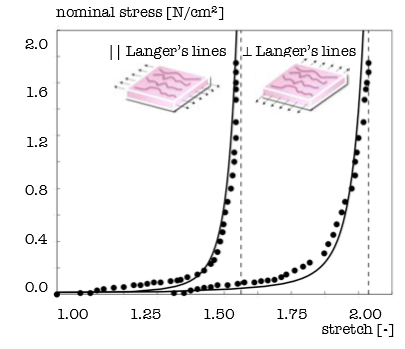 nominal stress [N/cm²]
2.0
|| Langer's lines ⊥ Langer's lines
1.6
1.2
0.8
0.4
0.0
1.00 1.25 1.50 1.75 2.00
stretch [-]